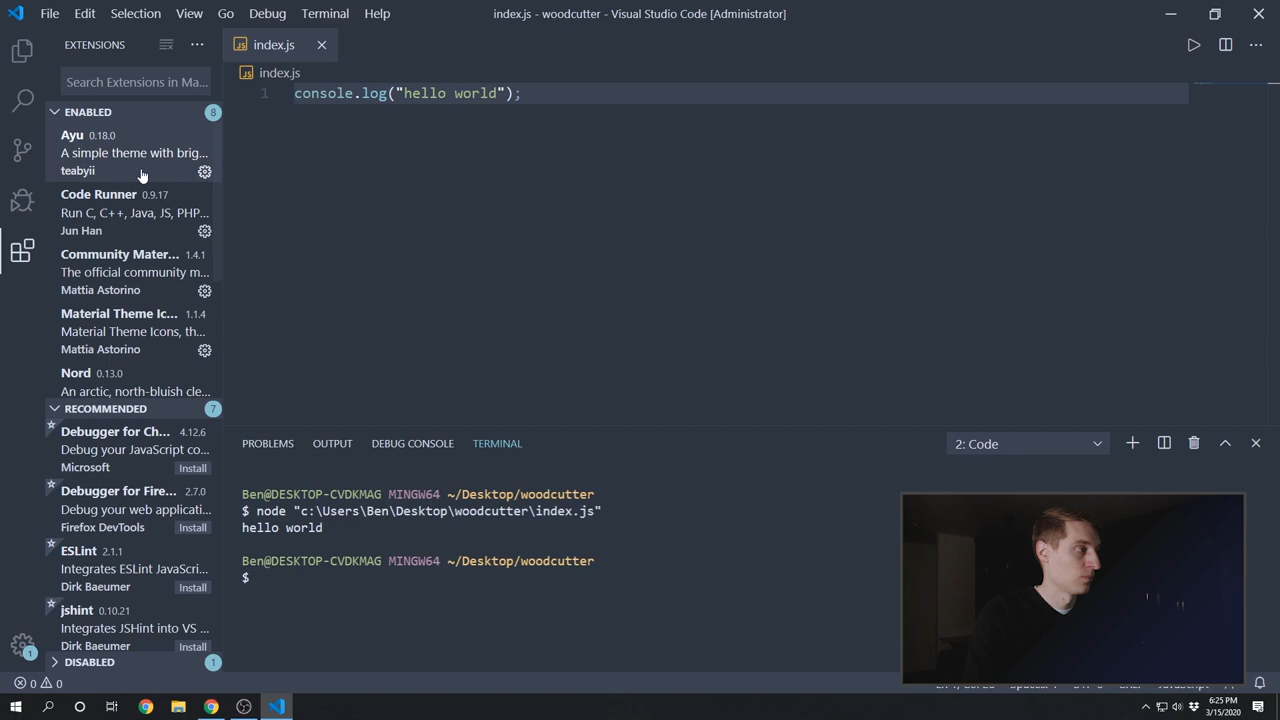 File Edit Selection View Go Debug Terminal Help
index.js - woodcutter - Visual Studio Code [Administrator]
EXTENSIONS
index.js
Search Extensions in Ma...
index.js
ENABLED 8
1 console.log("hello world");
Ayu 0.18.0
A simple theme with brig...
teabyii
Code Runner 0.9.17
Run C, C++, Java, JS, PHP...
Jun Han
Community Mater... 1.4.1
The official community m...
Mattia Astorino
Material Theme Ic... 1.1.4
Material Theme Icons, th...
Mattia Astorino
Nord 0.13.0
An arctic, north-bluish cle...
RECOMMENDED 7
Debugger for Ch... 4.12.6
Debug your JavaScript co...
Microsoft Install
Debugger for Fire... 2.7.0
Debug your web applicati...
Firefox DevTools Install
ESLint 2.1.1
Integrates ESLint JavaScri...
Dirk Baeumer Install
jshint 0.10.21
Integrates JSHint into VS ...
Dirk Baeumer Install
DISABLED 1
PROBLEMS OUTPUT DEBUG CONSOLE TERMINAL
2: Code
Ben@DESKTOP-CVDKMAG MINGW64 ~/Desktop/woodcutter
$ node "c:\Users\Ben\Desktop\woodcutter\index.js"
hello world
Ben@DESKTOP-CVDKMAG MINGW64 ~/Desktop/woodcutter
$
1
0 0
6:25 PM
3/15/2020